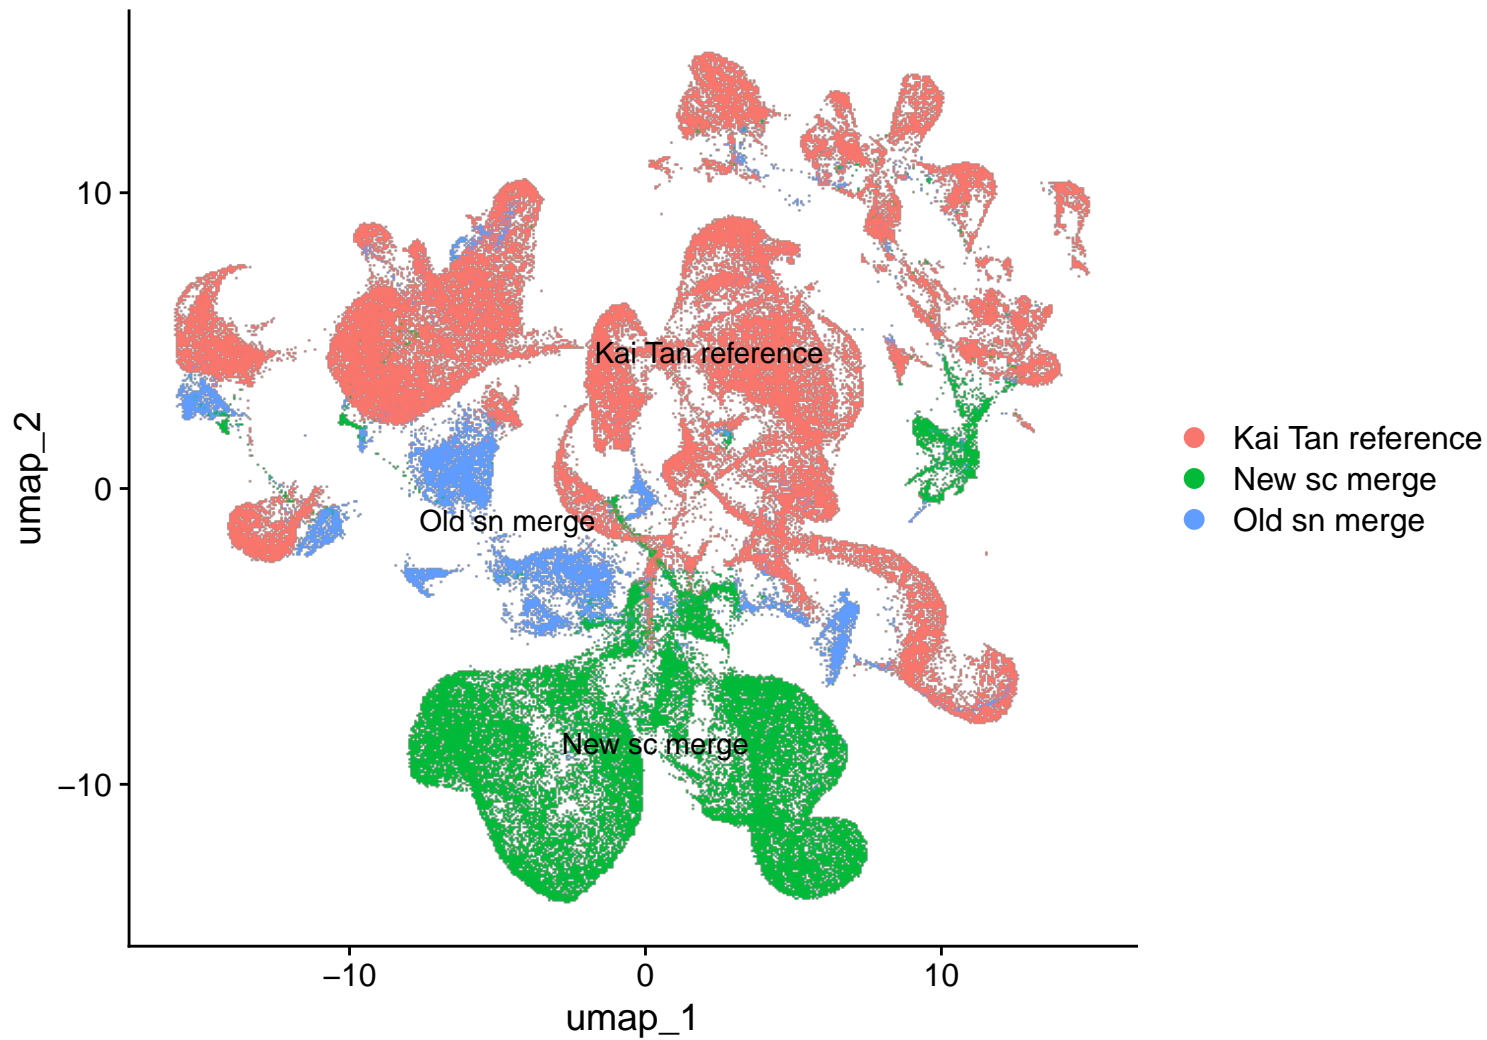 10
0
−10
umap_2
Kai Tan reference
Old sn merge
New sc merge
−10
0
10
umap_1
Kai Tan reference
New sc merge
Old sn merge